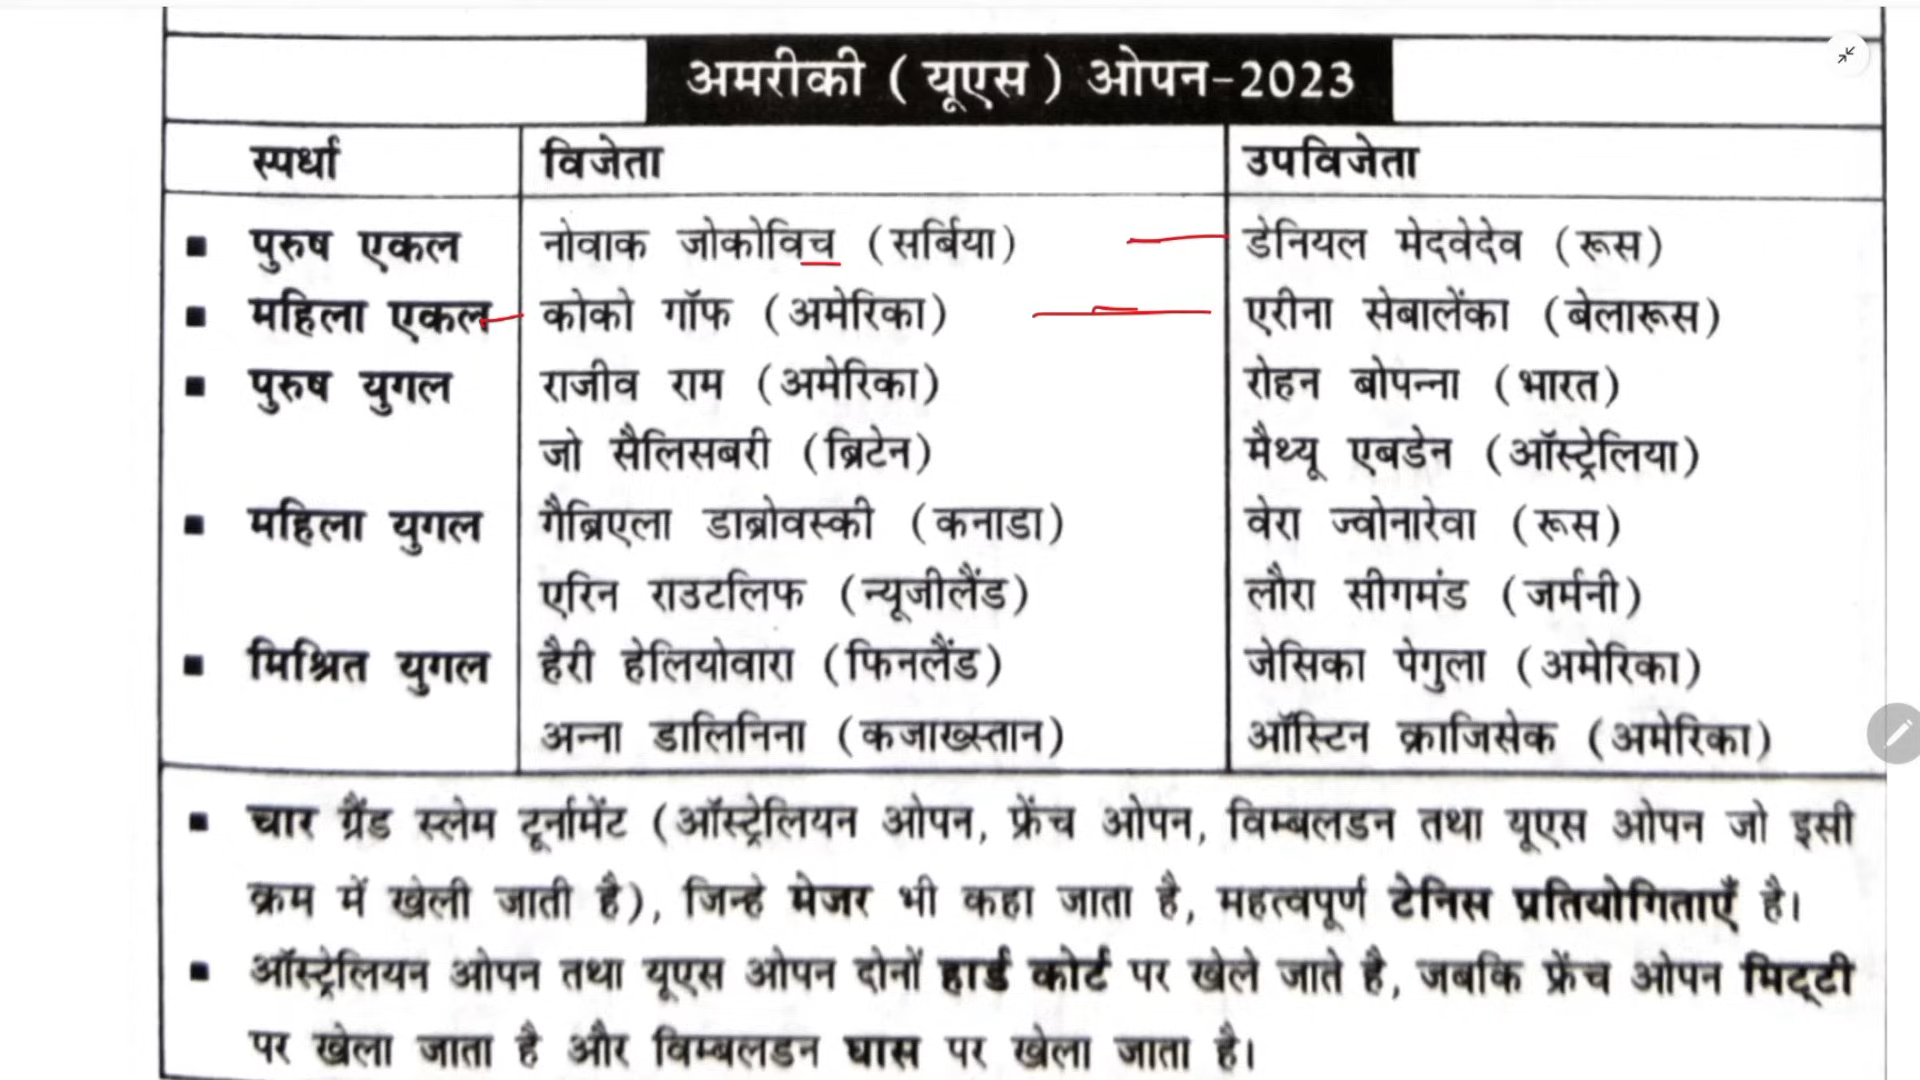 अमरीकी ( यूएस ) ओपन-2023
स्पर्धा विजेता उपविजेता
▪ पुरुष एकल नोवाक जोकोविच (सर्बिया) डेनियल मेदवेदेव (रूस)
▪ महिला एकल कोको गॉफ (अमेरिका) एरीना सेबालेंका (बेलारूस)
▪ पुरुष युगल राजीव राम (अमेरिका) रोहन बोपन्ना (भारत)
जो सैलिसबरी (ब्रिटेन) मैथ्यू एबडेन (ऑस्ट्रेलिया)
▪ महिला युगल गैब्रिएला डाब्रोवस्की (कनाडा) वेरा ज्वोनारेवा (रूस)
एरिन राउटलिफ (न्यूजीलैंड) लौरा सीगमंड (जर्मनी)
▪ मिश्रित युगल हैरी हेलियोवारा (फिनलैंड) जेसिका पेगुला (अमेरिका)
अन्ना डालिनिना (कजाख्स्तान) ऑस्टिन क्राजिसेक (अमेरिका)
▪ चार ग्रैंड स्लेम टूर्नामेंट (ऑस्ट्रेलियन ओपन, फ्रेंच ओपन, विम्बलडन तथा यूएस ओपन जो इसी
क्रम में खेली जाती है), जिन्हे मेजर भी कहा जाता है, महत्वपूर्ण टेनिस प्रतियोगिताएँ है।
▪ ऑस्ट्रेलियन ओपन तथा यूएस ओपन दोनों हार्ड कोर्ट पर खेले जाते है, जबकि फ्रेंच ओपन मिट्टी
पर खेला जाता है और विम्बलडन घास पर खेला जाता है।